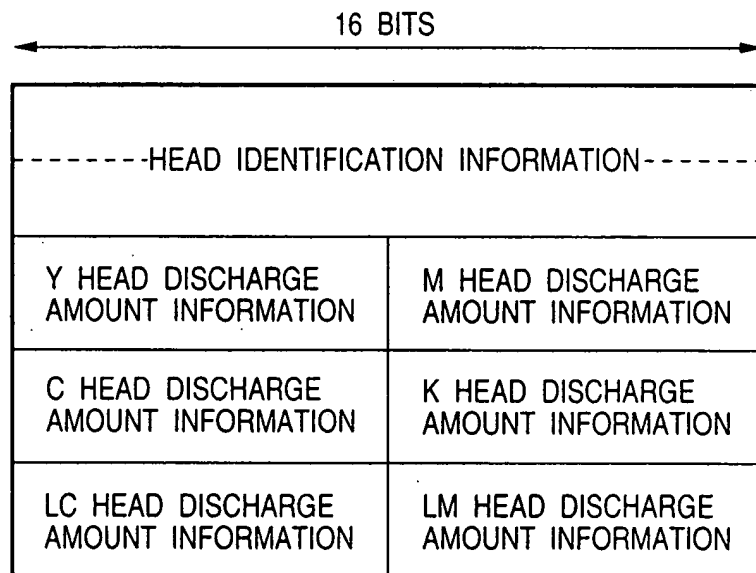 16 BITS
HEAD IDENTIFICATION INFORMATION
Y HEAD DISCHARGE
AMOUNT INFORMATION
M HEAD DISCHARGE
AMOUNT INFORMATION
C HEAD DISCHARGE
AMOUNT INFORMATION
K HEAD DISCHARGE
AMOUNT INFORMATION
LC HEAD DISCHARGE
AMOUNT INFORMATION
LM HEAD DISCHARGE
AMOUNT INFORMATION